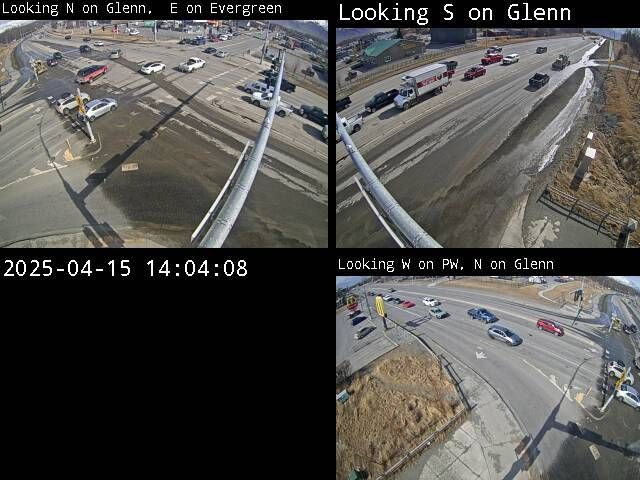 Looking N on Glenn,  E on Evergreen
Looking S on Glenn
2025-04-15 14:04:08
Looking W on PW, N on Glenn